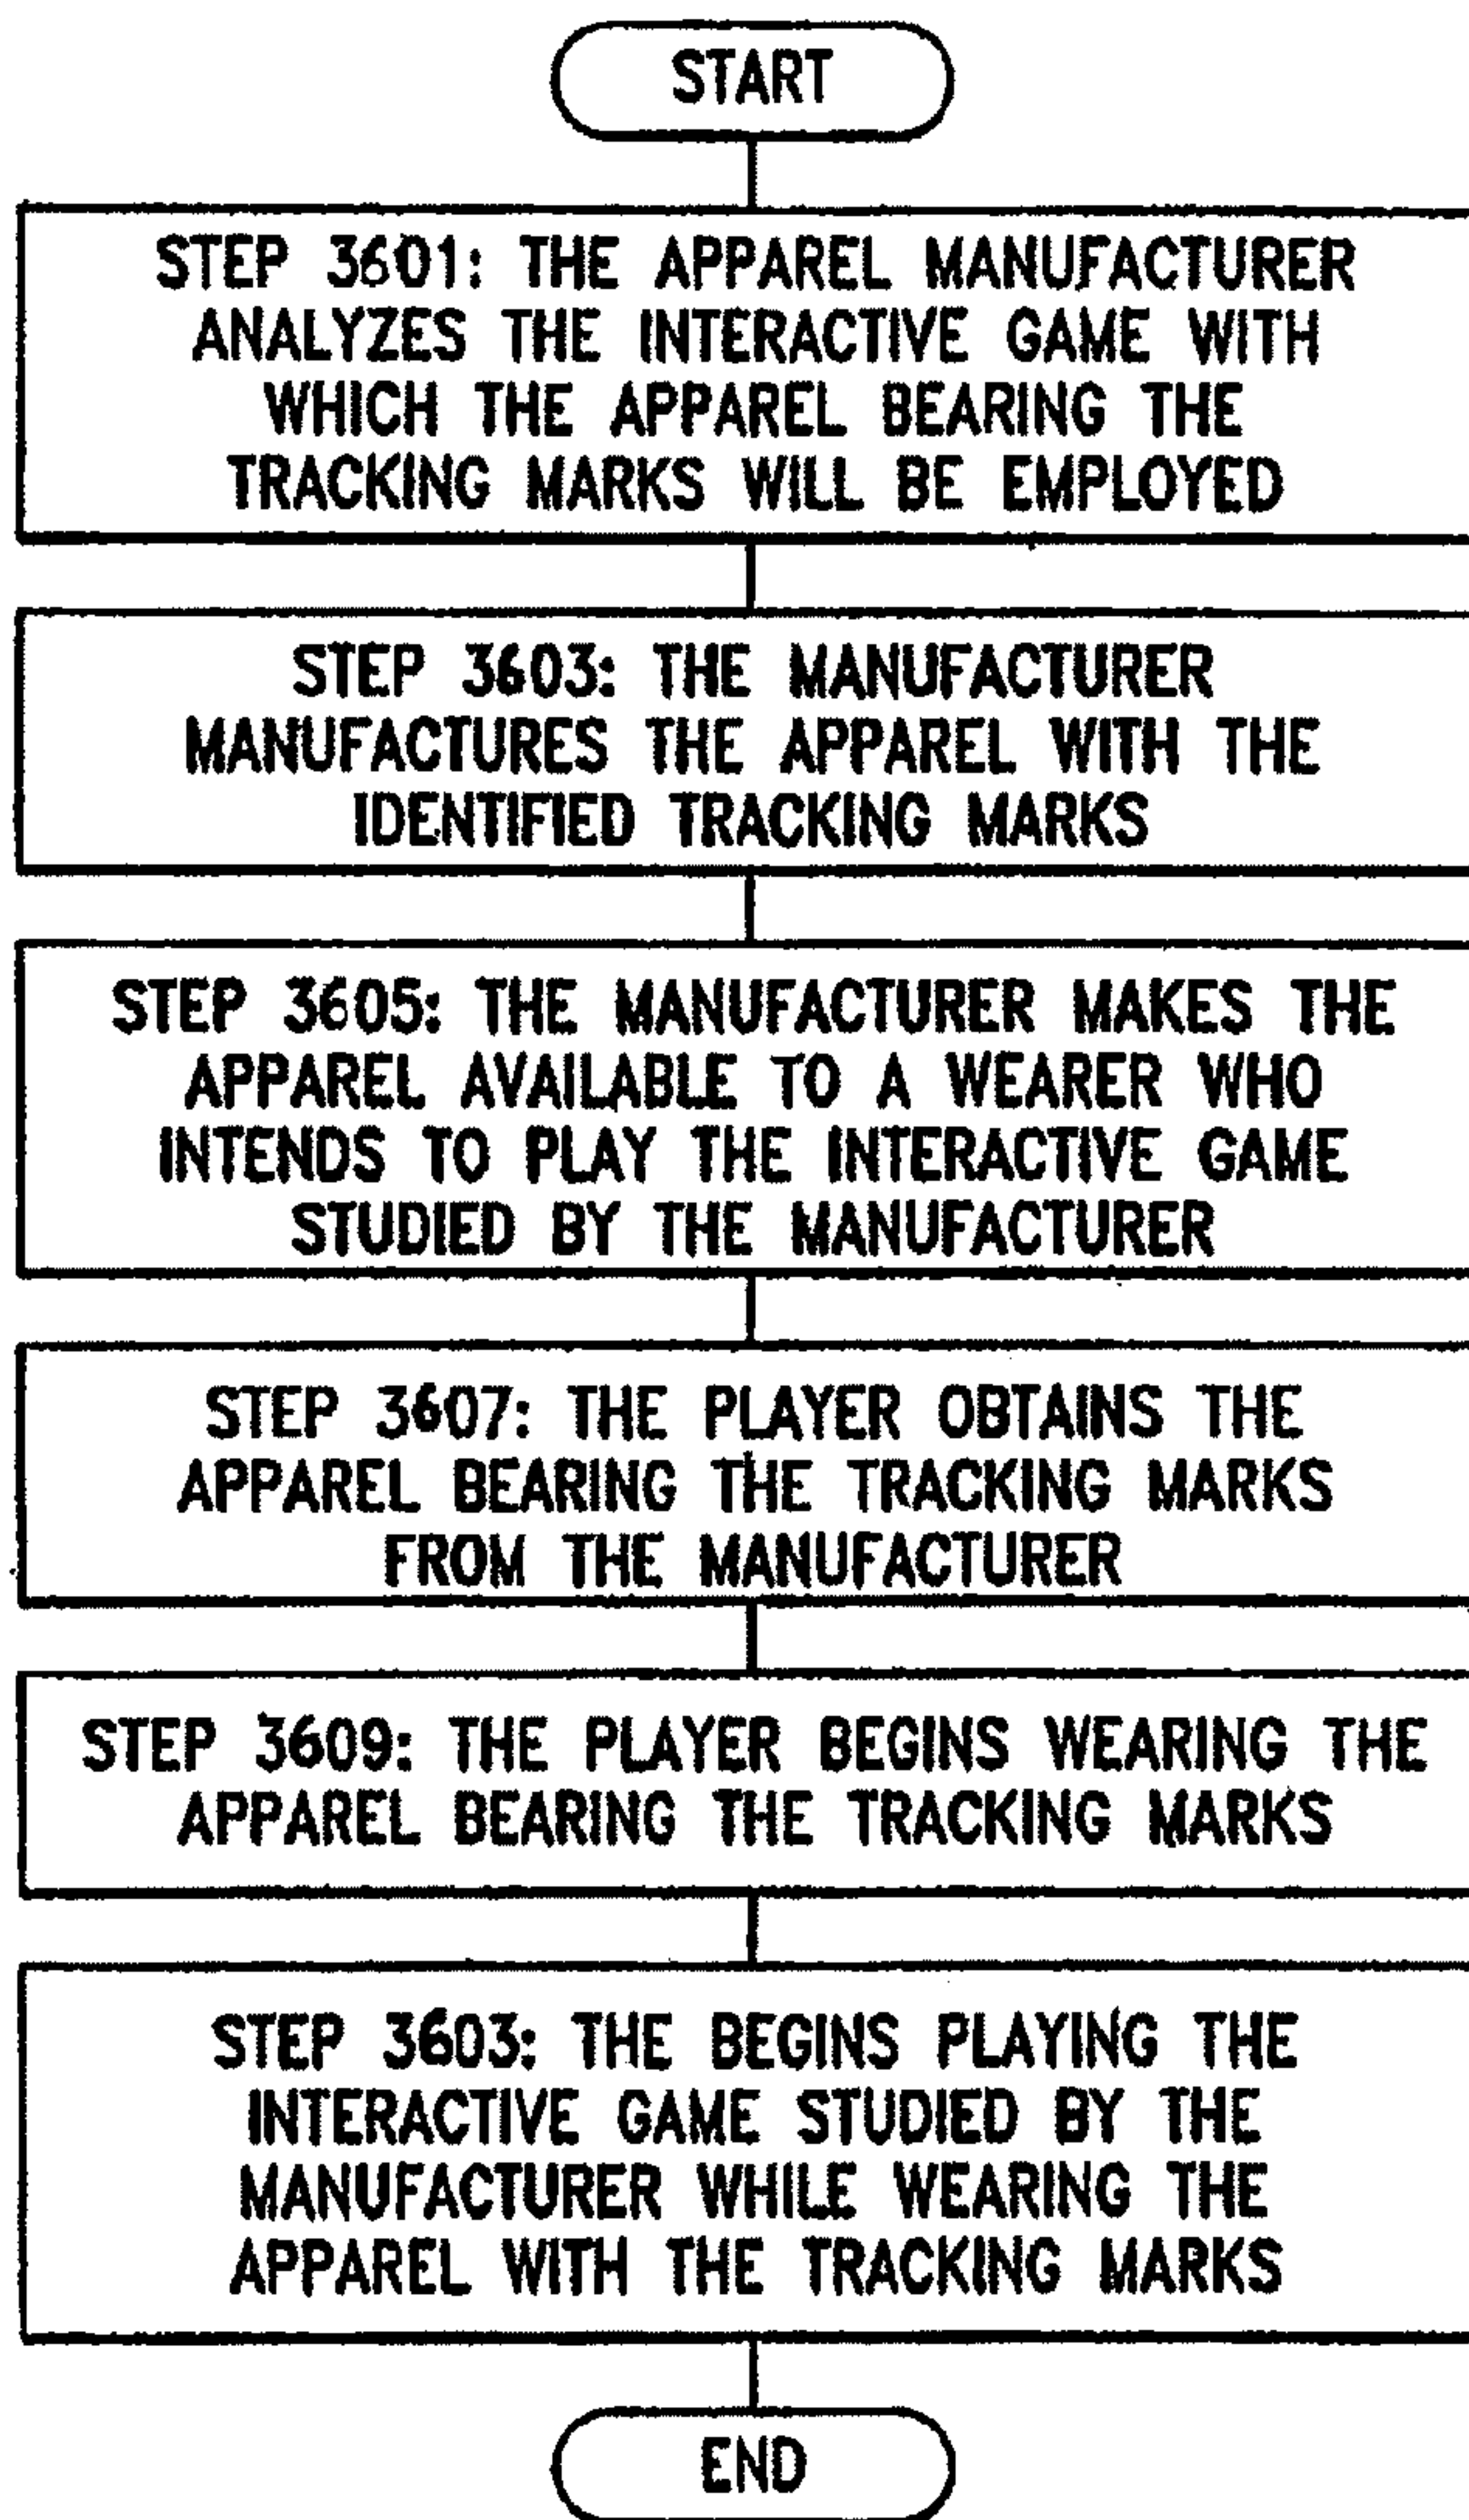 START
STEP 3601: THE APPAREL MANUFACTURER
ANALYZES THE INTERACTIVE GAME WITH
WHICH THE APPAREL BEARING THE
TRACKING MARKS WILL BE EMPLOYED
STEP 3603: THE MANUFACTURER
MANUFACTURES THE APPAREL WITH THE
IDENTIFIED TRACKING MARKS
STEP 3605: THE MANUFACTURER MAKES THE
APPAREL AVAILABLE TO A WEARER WHO
INTENDS TO PLAY THE INTERACTIVE GAME
STUDIED BY THE MANUFACTURER
STEP 3607: THE PLAYER OBTAINS THE
APPAREL BEARING THE TRACKING MARKS
FROM THE MANUFACTURER
STEP 3609: THE PLAYER BEGINS WEARING THE
APPAREL BEARING THE TRACKING MARKS
STEP 3603: THE BEGINS PLAYING THE
INTERACTIVE GAME STUDIED BY THE
MANUFACTURER WHILE WEARING THE
APPAREL WITH THE TRACKING MARKS
END